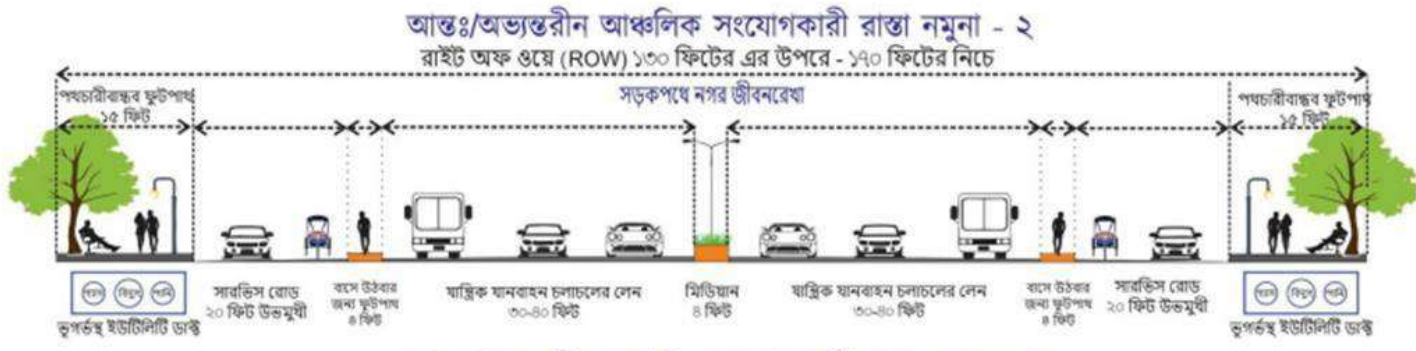 আন্তঃ/অভ্যন্তরীন আঞ্চলিক সংযোগকারী রাস্তা নমুনা - ২
রাইট অফ ওয়ে (ROW) ১৩০ ফিটের এর উপরে - ১৭০ ফিটের নিচে
সড়কপথে নগর জীবনরেখা
পথচারীবান্ধব ফুটপাথ
১৫ ফিট
পথচারীবান্ধব ফুটপাথ
১৫ ফিট
বিদ্যুৎ পানি
ভূগর্ভস্থ ইউটিলিটি ডাক্ট
সারভিস রোড
২০ ফিট উভমুখী
বাসে উঠবার
জন্য ফুটপাথ
৪ ফিট
যান্ত্রিক যানবাহন চলাচলের লেন
৩০-৪০ ফিট
মিডিয়ান
৪ ফিট
যান্ত্রিক যানবাহন চলাচলের লেন
৩০-৪০ ফিট
বাসে উঠবার
জন্য ফুটপাথ
৪ ফিট
সারভিস রোড
২০ ফিট উভমুখী
বিদ্যুৎ পানি
ভূগর্ভস্থ ইউটিলিটি ডাক্ট